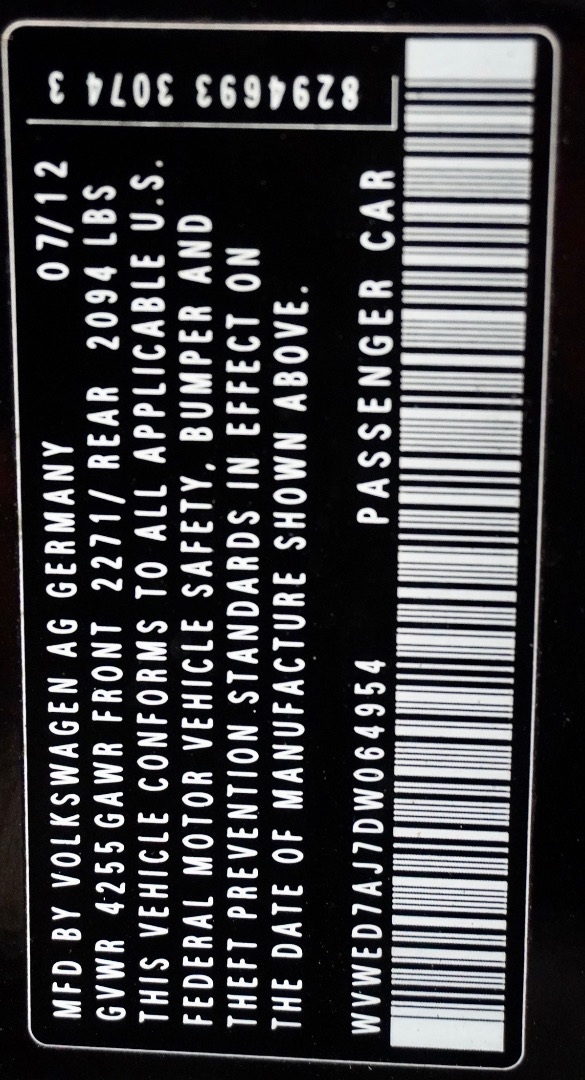 MFD BY VOLKSWAGEN AG GERMANY 07/12
GVWR 4255GAWR FRONT 2271/ REAR 2094 LBS
THIS VEHICLE CONFORMS TO ALL APPLICABLE U.S.
FEDERAL MOTOR VEHICLE SAFETY, BUMPER AND
THEFT PREVENTION STANDARDS IN EFFECT ON
THE DATE OF MANUFACTURE SHOWN ABOVE.
WVWED7AJ7DW064954 PASSENGER CAR
8294693 3074 3